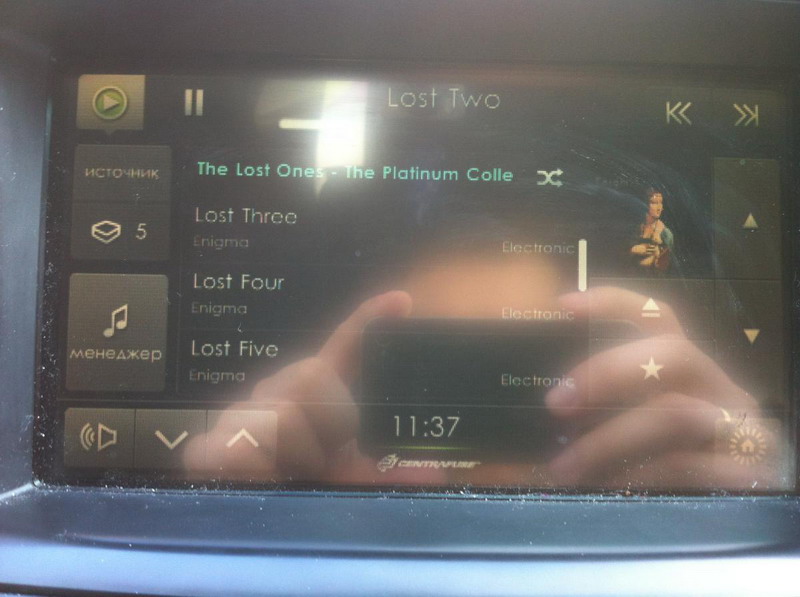 Lost Two
источник
The Lost Ones - The Platinum Colle
5
Lost Three
Enigma
Electronic
Lost Four
Enigma
Electronic
менеджер
Lost Five
Enigma
Electronic
11:37
CENTRAFUSE